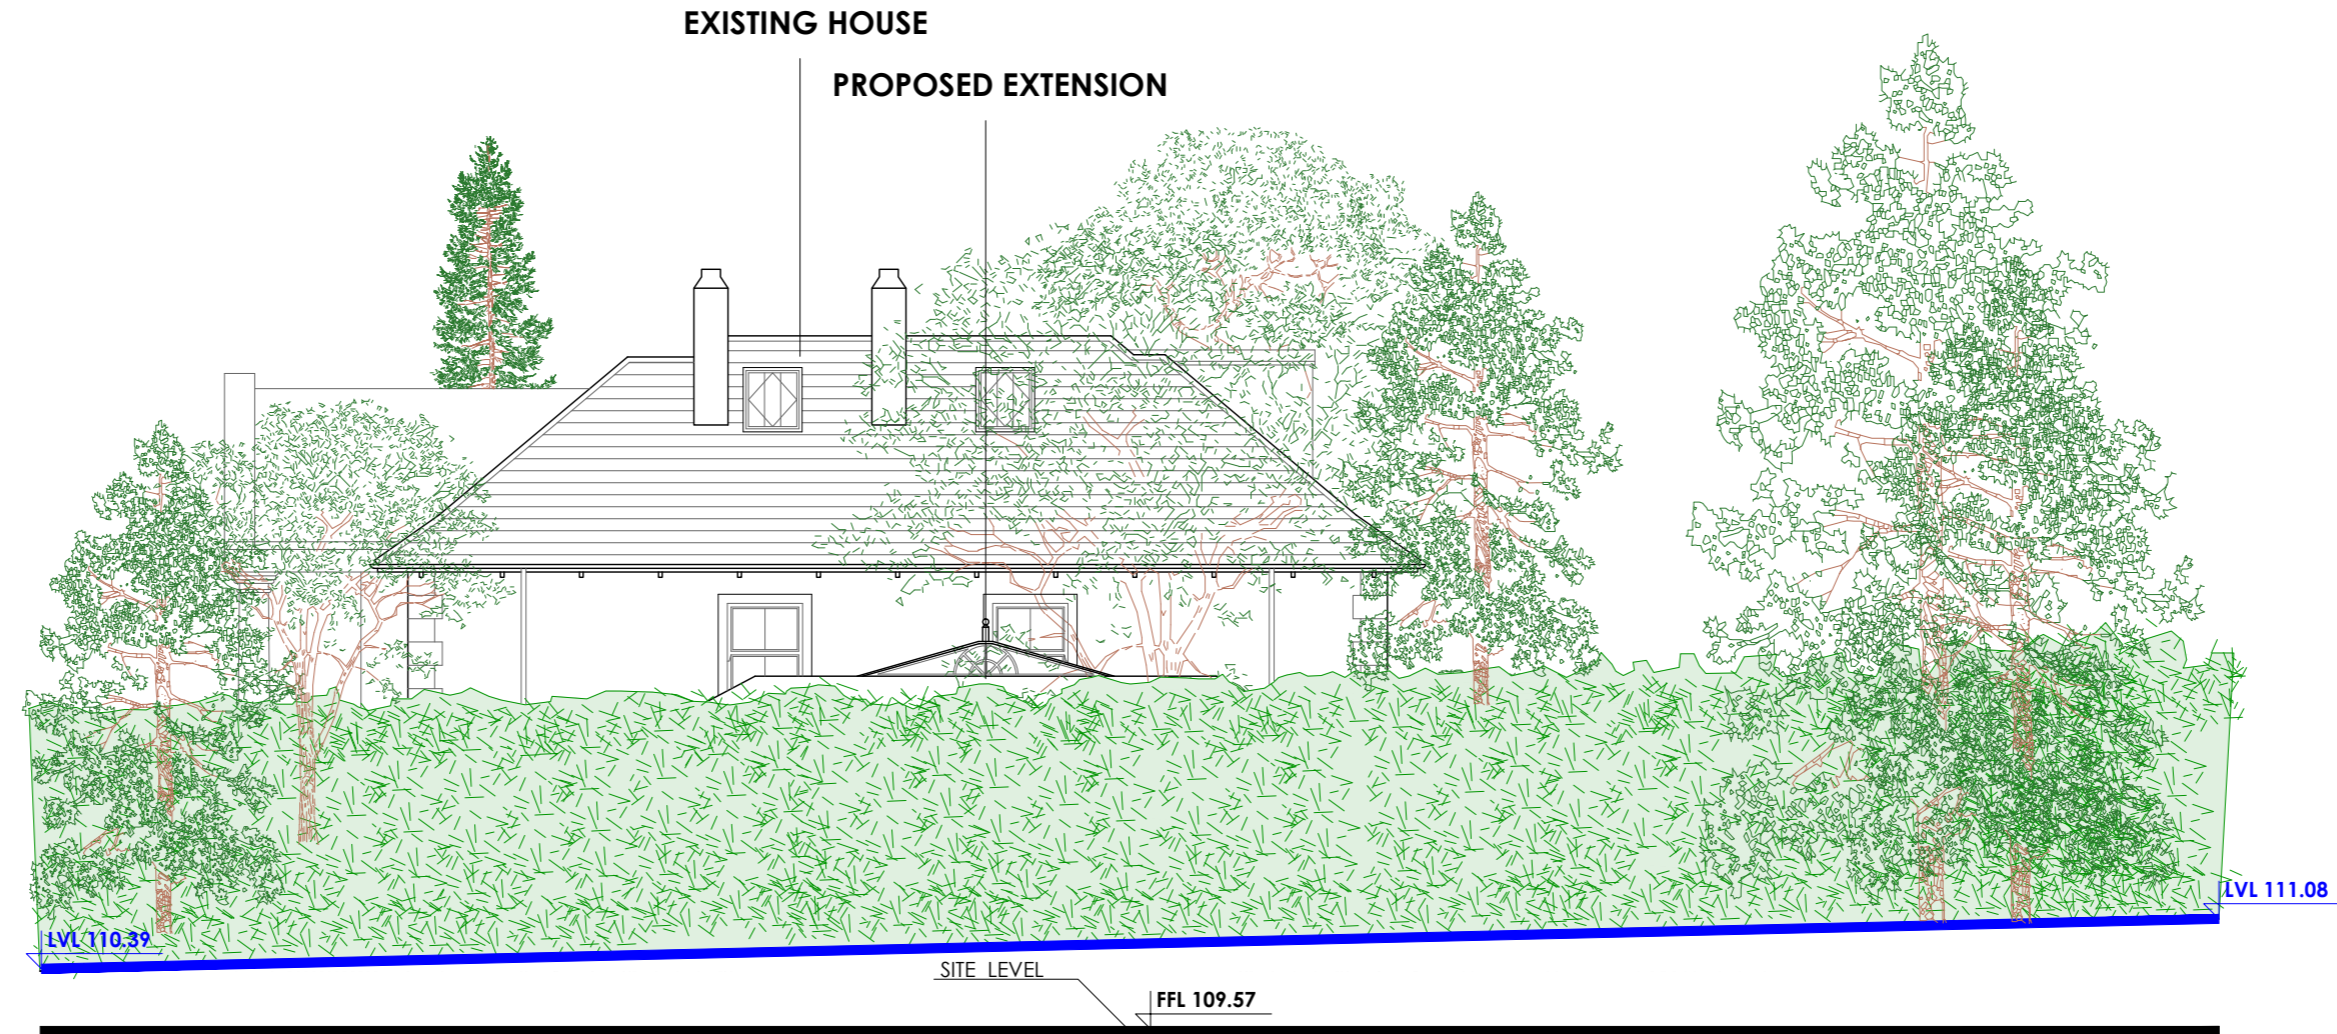 EXISTING HOUSE
PROPOSED EXTENSION
LVL 111.08
LVL 110.39
SITE LEVEL
FFL 109.57